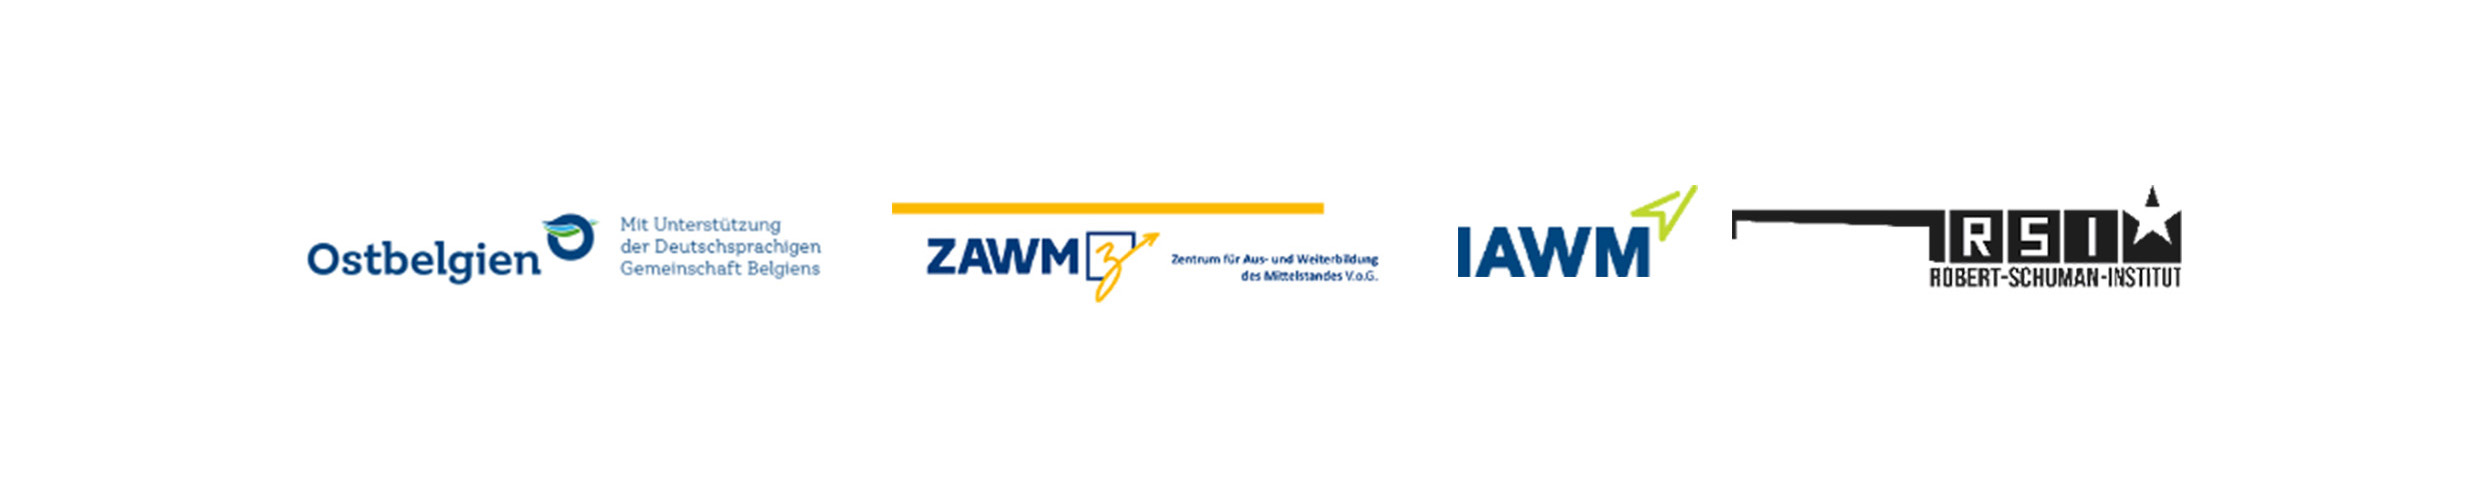 Ostbelgien
Mit Unterstützung
der Deutschsprachigen
Gemeinschaft Belgiens
ZAWM
Zentrum für Aus- und Weiterbildung
des Mittelstandes V.o.G.
IAWM
RSI
ROBERT-SCHUMAN-INSTITUT